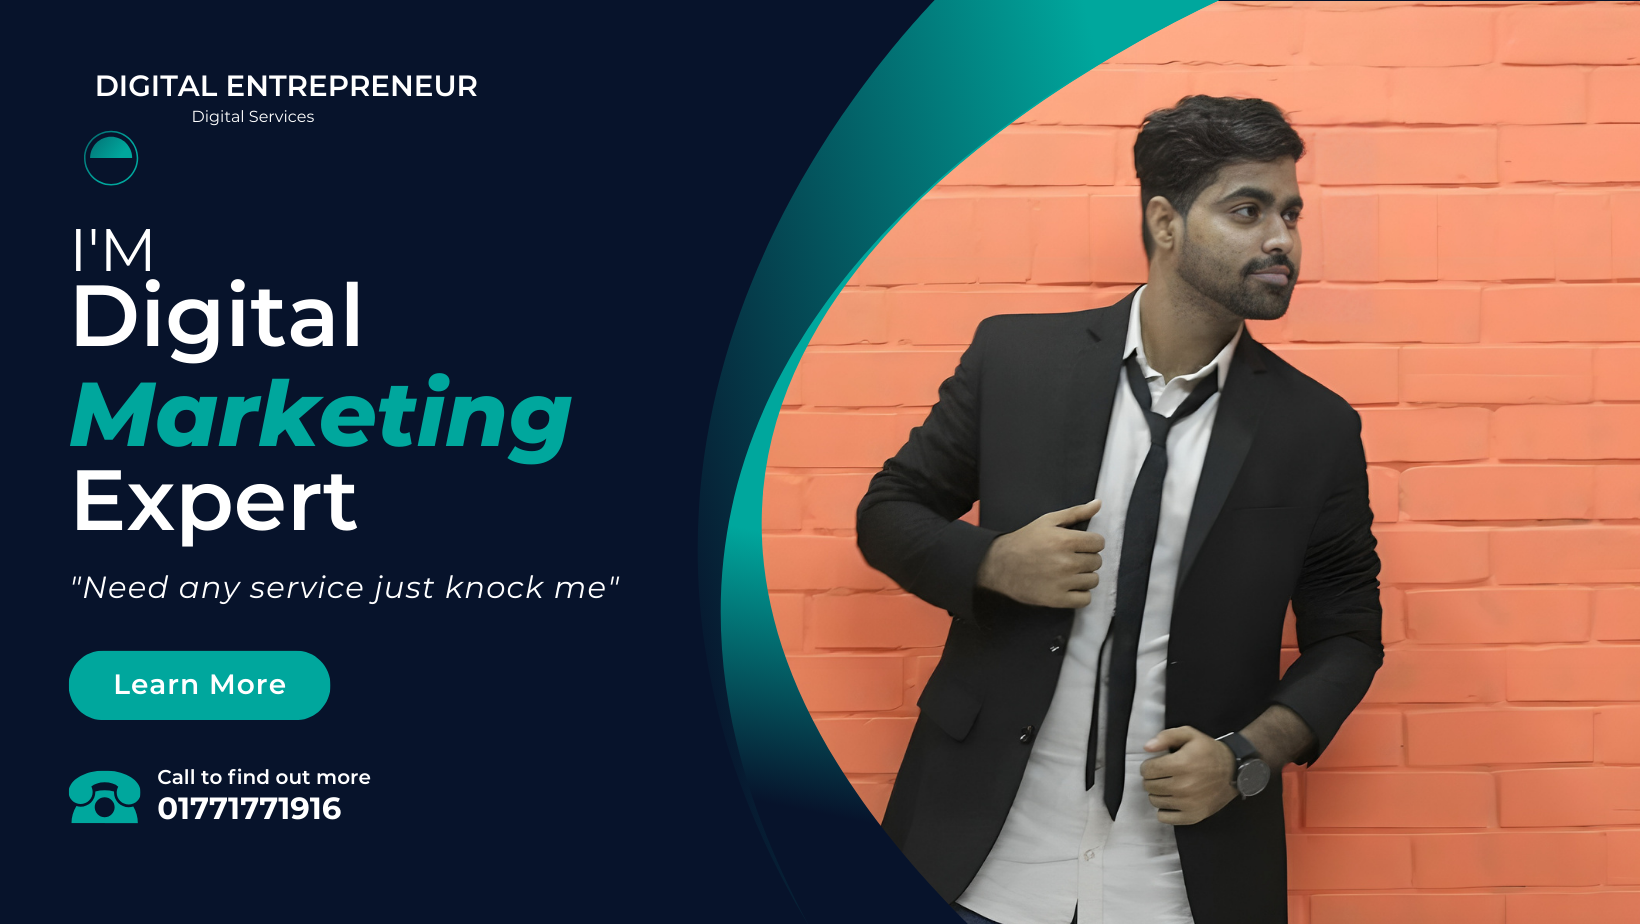 DIGITAL ENTREPRENEUR
Digital Services
I'M
Digital
Marketing
Expert
"Need any service just knock me"
Learn More
Call to find out more
01771771916